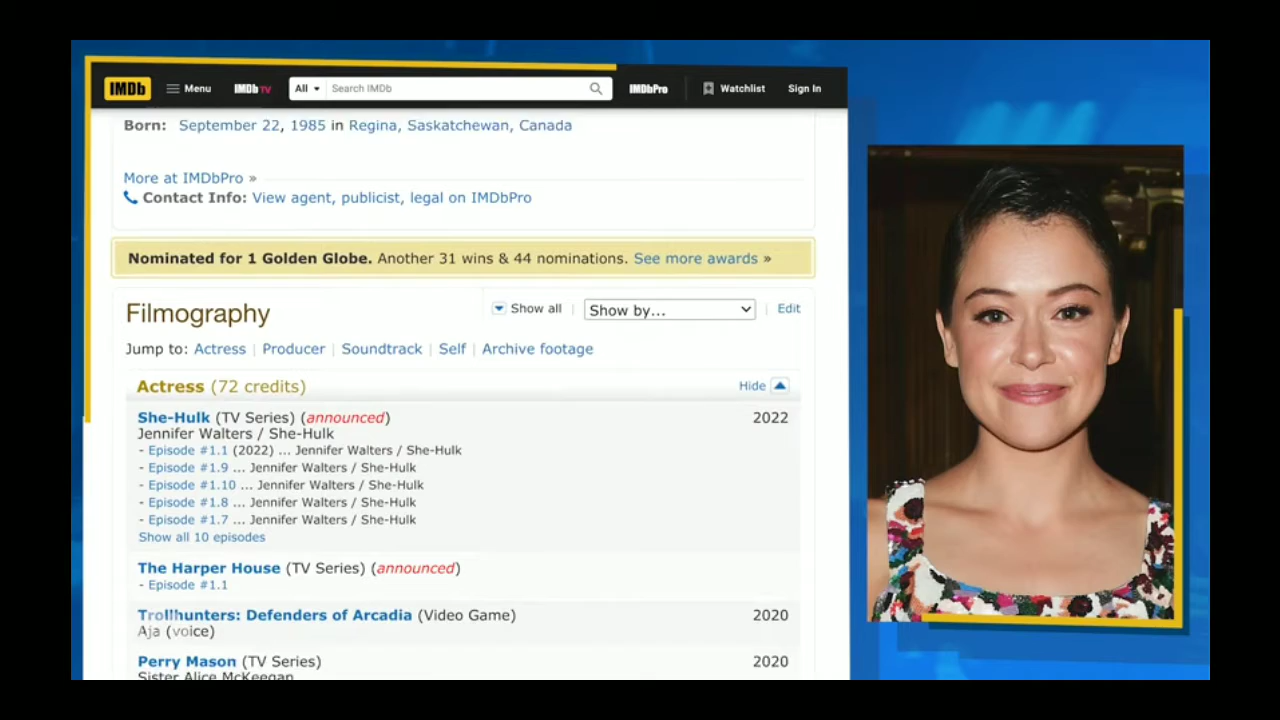 IMDb Menu IMDb TV All Search IMDb IMDbPro Watchlist Sign In
Born: September 22, 1985 in Regina, Saskatchewan, Canada
More at IMDbPro »
Contact Info: View agent, publicist, legal on IMDbPro
Nominated for 1 Golden Globe. Another 31 wins & 44 nominations. See more awards »
Filmography Show all | Show by... | Edit
Jump to: Actress | Producer | Soundtrack | Self | Archive footage
Actress (72 credits) Hide
She-Hulk (TV Series) (announced) 2022
Jennifer Walters / She-Hulk
- Episode #1.1 (2022) ... Jennifer Walters / She-Hulk
- Episode #1.9 ... Jennifer Walters / She-Hulk
- Episode #1.10 ... Jennifer Walters / She-Hulk
- Episode #1.8 ... Jennifer Walters / She-Hulk
- Episode #1.7 ... Jennifer Walters / She-Hulk
Show all 10 episodes
The Harper House (TV Series) (announced)
- Episode #1.1
Trollhunters: Defenders of Arcadia (Video Game) 2020
Aja (voice)
Perry Mason (TV Series) 2020
Sister Alice McKeegan